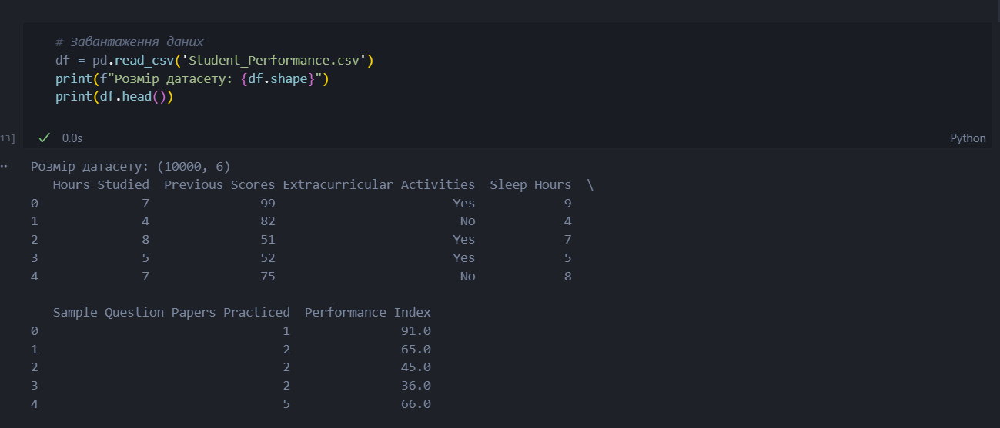 # Завантаження даних
df = pd.read_csv('Student_Performance.csv')
print(f"Розмір датасету: {df.shape}")
print(df.head())
13]
✓ 0.0s
Python
Розмір датасету: (10000, 6)
   Hours Studied  Previous Scores Extracurricular Activities  Sleep Hours  \
0              7               99                        Yes            9
1              4               82                         No            4
2              8               51                        Yes            7
3              5               52                        Yes            5
4              7               75                         No            8
   Sample Question Papers Practiced  Performance Index
0                                 1               91.0
1                                 2               65.0
2                                 2               45.0
3                                 2               36.0
4                                 5               66.0